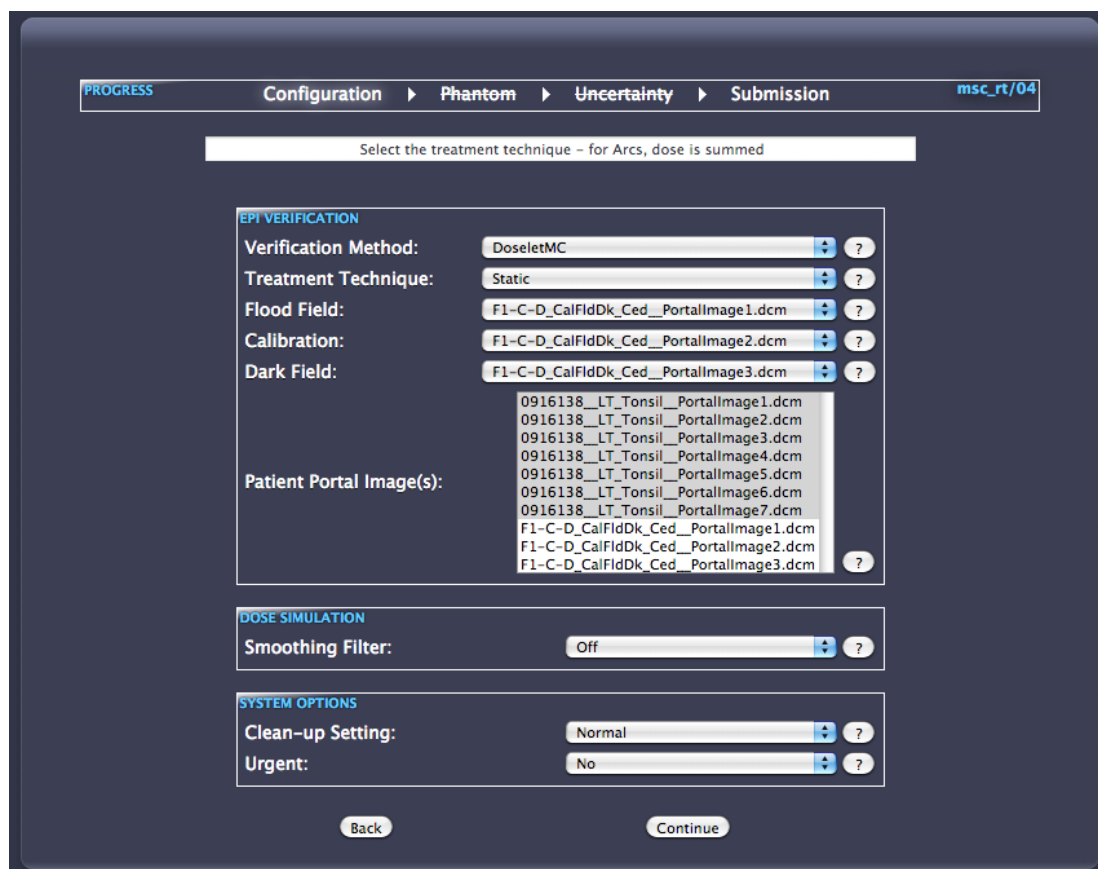 PROGRESS Configuration Phantom Uncertainty Submission msc_rt/04
Select the treatment technique – for Arcs, dose is summed
EPI VERIFICATION
Verification Method: DoseletMC ?
Treatment Technique: Static ?
Flood Field: F1-C-D_CalFldDk_Ced__PortalImage1.dcm ?
Calibration: F1-C-D_CalFldDk_Ced__PortalImage2.dcm ?
Dark Field: F1-C-D_CalFldDk_Ced__PortalImage3.dcm ?
0916138__LT_Tonsil__PortalImage1.dcm
0916138__LT_Tonsil__PortalImage2.dcm
0916138__LT_Tonsil__PortalImage3.dcm
0916138__LT_Tonsil__PortalImage4.dcm
0916138__LT_Tonsil__PortalImage5.dcm
Patient Portal Image(s): 0916138__LT_Tonsil__PortalImage6.dcm
0916138__LT_Tonsil__PortalImage7.dcm
F1-C-D_CalFldDk_Ced__PortalImage1.dcm
F1-C-D_CalFldDk_Ced__PortalImage2.dcm
F1-C-D_CalFldDk_Ced__PortalImage3.dcm ?
DOSE SIMULATION
Smoothing Filter: Off ?
SYSTEM OPTIONS
Clean-up Setting: Normal ?
Urgent: No ?
Back Continue